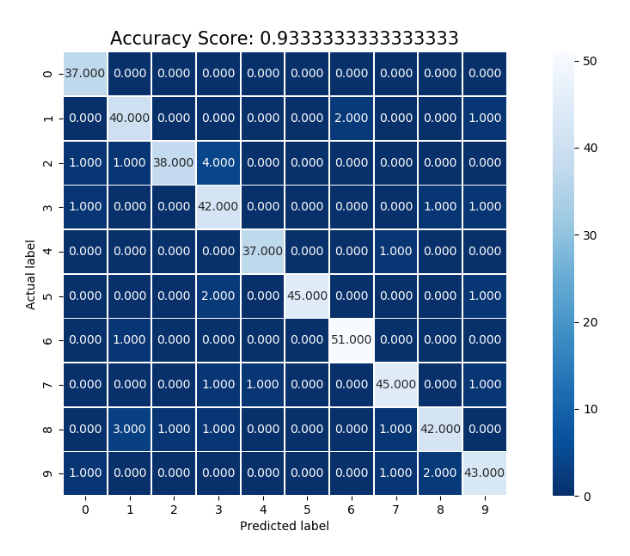 Accuracy Score: 0.9333333333333333
0 37.000 0.000 0.000 0.000 0.000 0.000 0.000 0.000 0.000 0.000
1 0.000 40.000 0.000 0.000 0.000 0.000 2.000 0.000 0.000 1.000
2 1.000 1.000 38.000 4.000 0.000 0.000 0.000 0.000 0.000 0.000
3 1.000 0.000 0.000 42.000 0.000 0.000 0.000 0.000 1.000 1.000
4 0.000 0.000 0.000 0.000 37.000 0.000 0.000 1.000 0.000 0.000
5 0.000 0.000 0.000 2.000 0.000 45.000 0.000 0.000 0.000 1.000
6 0.000 1.000 0.000 0.000 0.000 0.000 51.000 0.000 0.000 0.000
7 0.000 0.000 0.000 1.000 1.000 0.000 0.000 45.000 0.000 1.000
8 0.000 3.000 1.000 1.000 0.000 0.000 0.000 1.000 42.000 0.000
9 1.000 0.000 0.000 0.000 0.000 0.000 0.000 1.000 2.000 43.000
0 1 2 3 4 5 6 7 8 9
Predicted label
Actual label
50
40
30
20
10
0